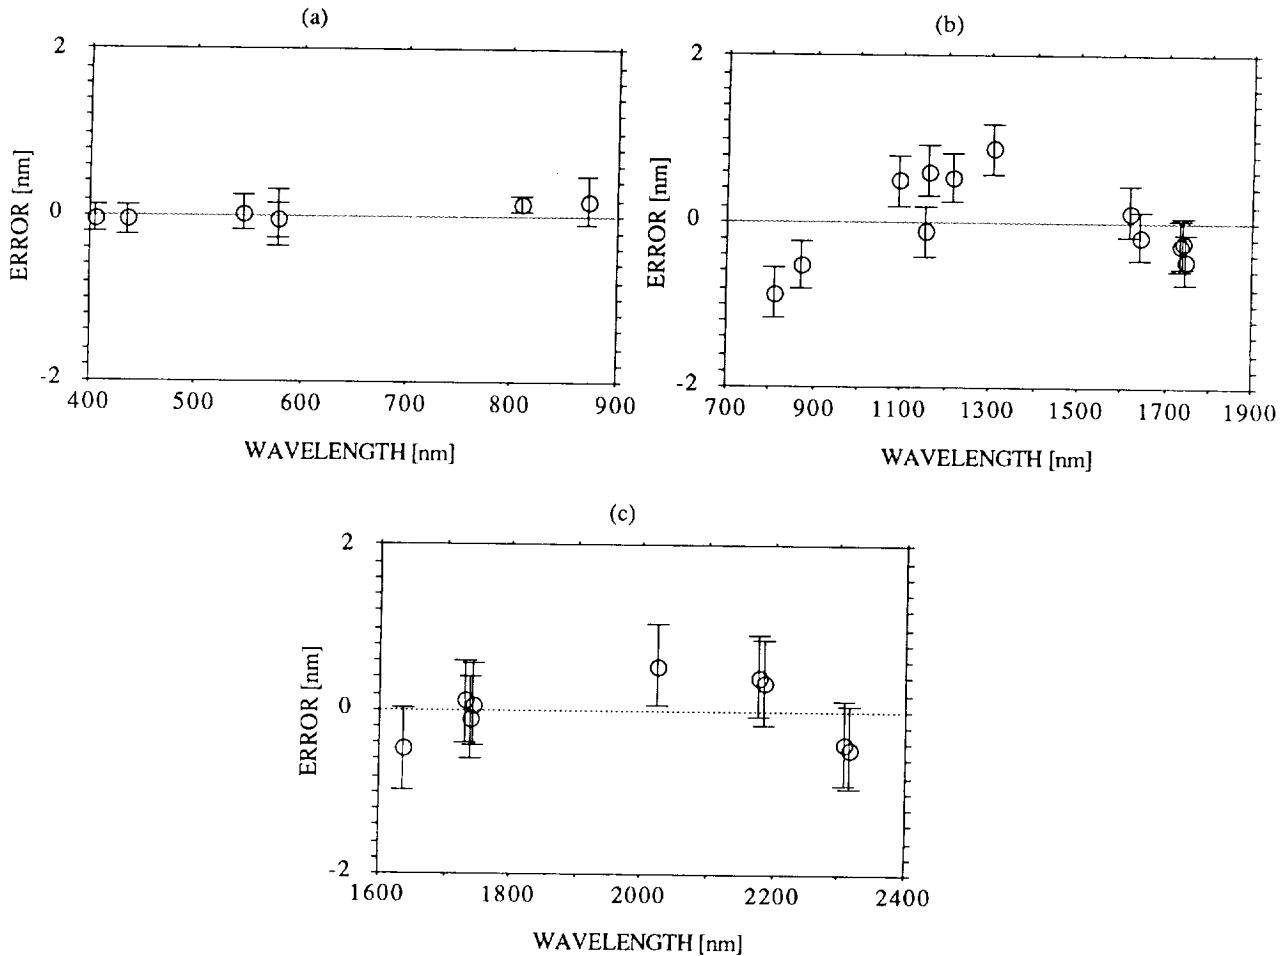 (a)
2
0
-2
ERROR [nm]
400 500 600 700 800 900
WAVELENGTH [nm]
(b)
2
0
-2
ERROR [nm]
700 900 1100 1300 1500 1700 1900
WAVELENGTH [nm]
(c)
2
0
-2
ERROR [nm]
1600 1800 2000 2200 2400
WAVELENGTH [nm]